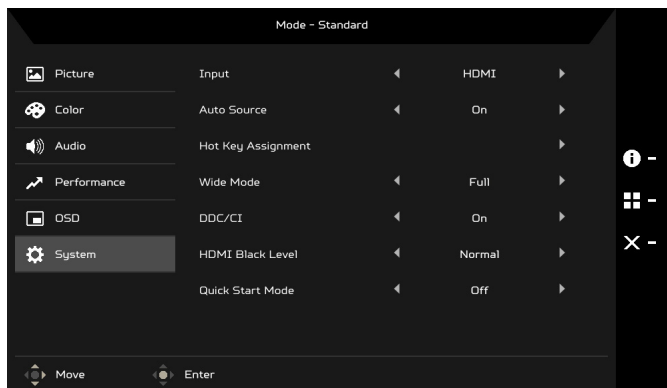 Mode - Standard
Picture
Input HDMI
Color
Auto Source On
Audio
Hot Key Assignment
Performance
Wide Mode Full
OSD
DDC/CI On
System
HDMI Black Level Normal
Quick Start Mode Off
Move Enter